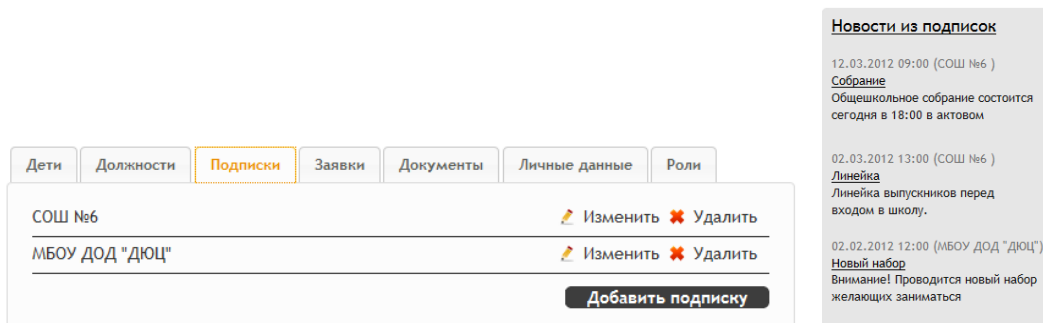 Дети Должности Подписки Заявки Документы Личные данные Роли
СОШ №6 Изменить Удалить
МБОУ ДОД "ДЮЦ" Изменить Удалить
Добавить подписку
Новости из подписок
12.03.2012 09:00 (СОШ №6 )
Собрание
Общешкольное собрание состоится
сегодня в 18:00 в актовом
02.03.2012 13:00 (СОШ №6 )
Линейка
Линейка выпускников перед
входом в школу.
02.02.2012 12:00 (МБОУ ДОД "ДЮЦ")
Новый набор
Внимание! Проводится новый набор
желающих заниматься